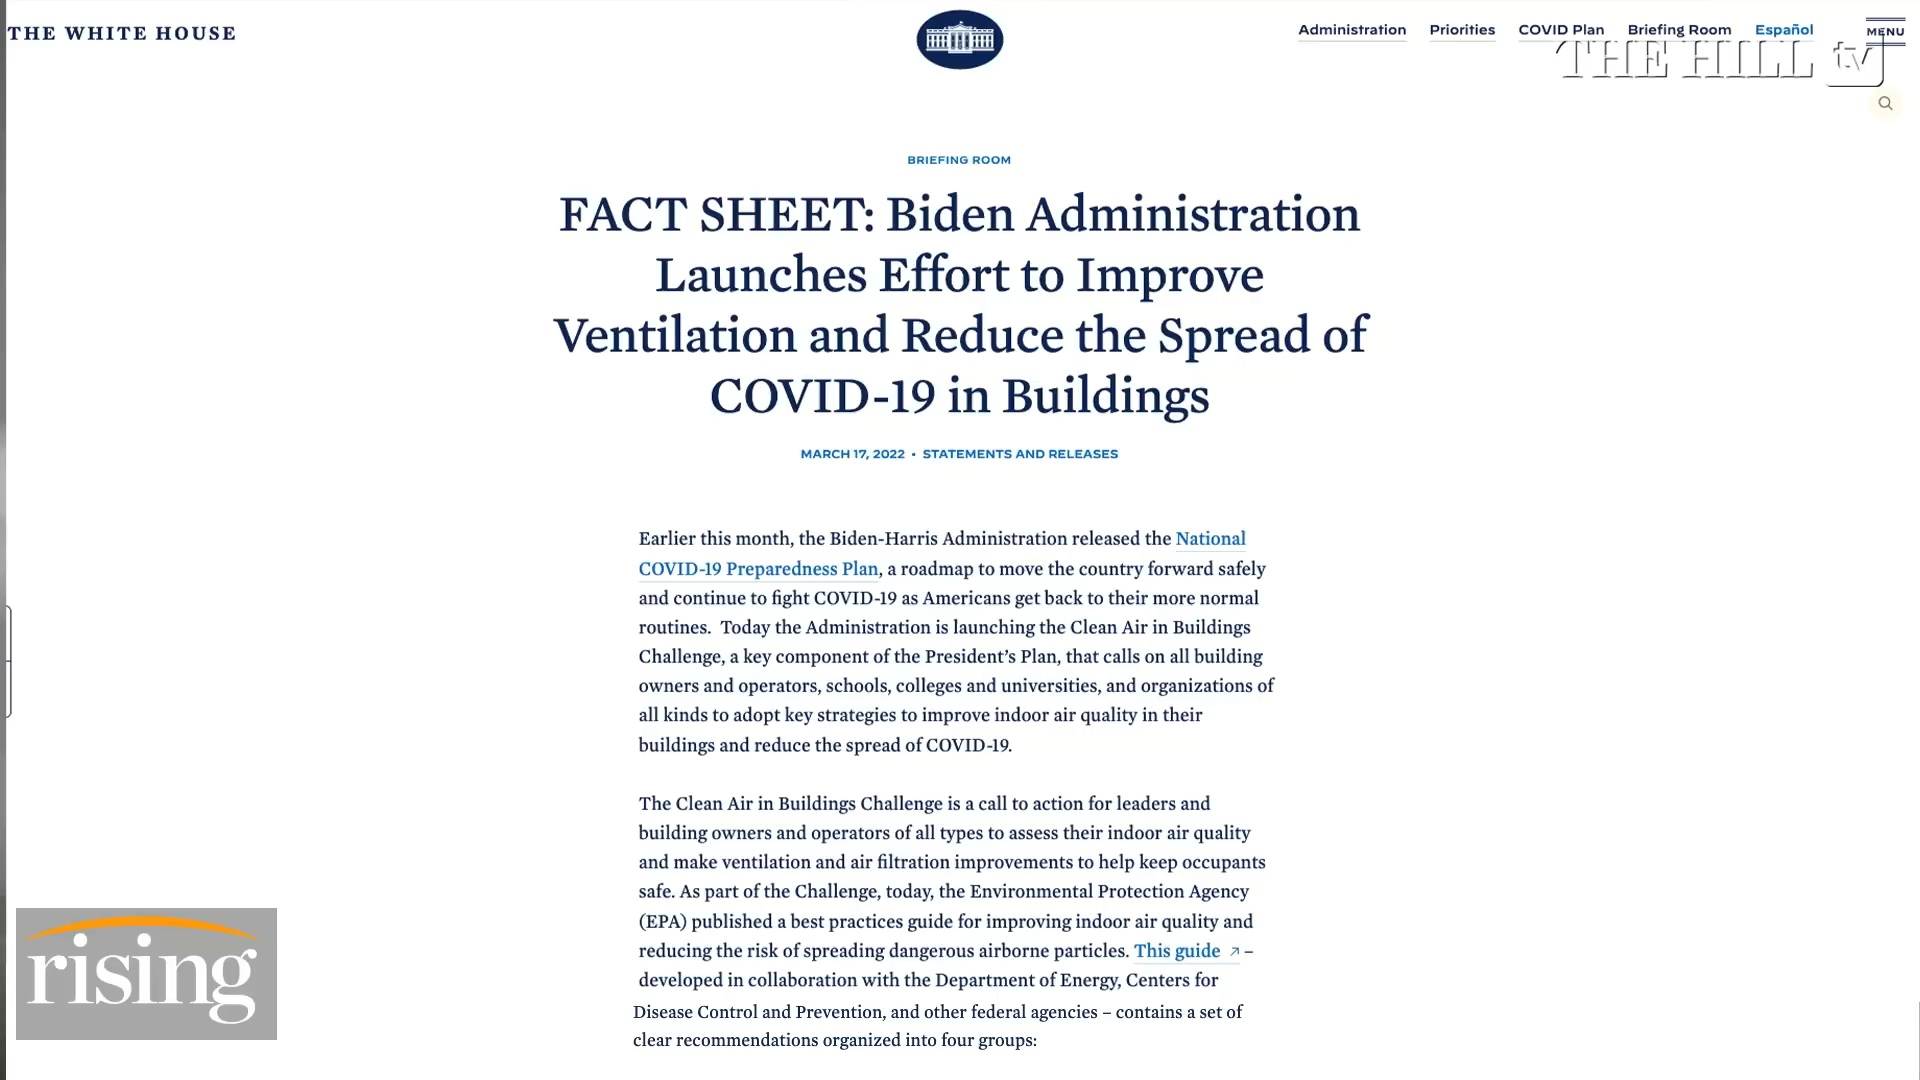 THE WHITE HOUSE
Administration Priorities COVID Plan Briefing Room Español MENU
THE HILL tv
BRIEFING ROOM
FACT SHEET: Biden Administration
Launches Effort to Improve
Ventilation and Reduce the Spread of
COVID-19 in Buildings
MARCH 17, 2022 • STATEMENTS AND RELEASES
Earlier this month, the Biden-Harris Administration released the National
COVID-19 Preparedness Plan, a roadmap to move the country forward safely
and continue to fight COVID-19 as Americans get back to their more normal
routines.  Today the Administration is launching the Clean Air in Buildings
Challenge, a key component of the President’s Plan, that calls on all building
owners and operators, schools, colleges and universities, and organizations of
all kinds to adopt key strategies to improve indoor air quality in their
buildings and reduce the spread of COVID-19.
The Clean Air in Buildings Challenge is a call to action for leaders and
building owners and operators of all types to assess their indoor air quality
and make ventilation and air filtration improvements to help keep occupants
safe. As part of the Challenge, today, the Environmental Protection Agency
(EPA) published a best practices guide for improving indoor air quality and
reducing the risk of spreading dangerous airborne particles. This guide ↗ –
developed in collaboration with the Department of Energy, Centers for
Disease Control and Prevention, and other federal agencies – contains a set of
clear recommendations organized into four groups:
rising